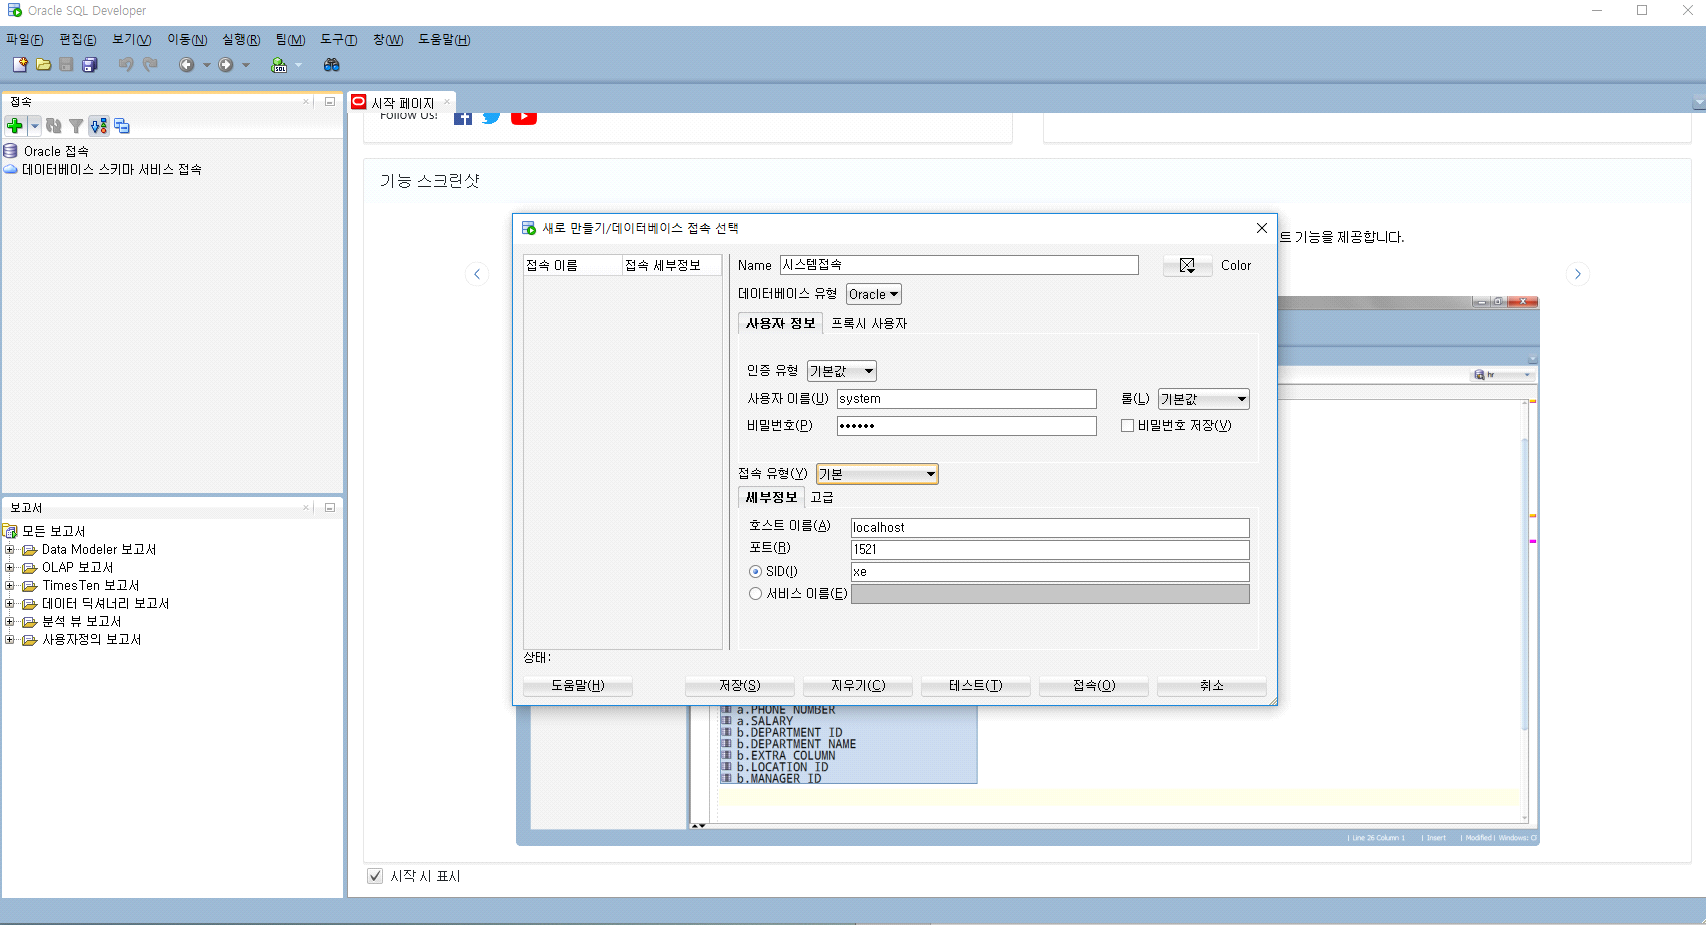 Oracle SQL Developer
파일(F) 편집(E) 보기(V) 이동(N) 실행(R) 팀(M) 도구(T) 창(W) 도움말(H)
접속
Oracle 접속
데이터베이스 스키마 서비스 접속
보고서
모든 보고서
Data Modeler 보고서
OLAP 보고서
TimesTen 보고서
데이터 딕셔너리 보고서
분석 뷰 보고서
사용자정의 보고서
시작 페이지
Follow Us!
기능 스크린샷
트 기능을 제공합니다.
새로 만들기/데이터베이스 접속 선택
접속 이름 접속 세부정보
Name 시스템접속 Color
데이터베이스 유형 Oracle
사용자 정보 프록시 사용자
인증 유형 기본값
사용자 이름(U) system 롤(L) 기본값
비밀번호(P) •••••• 비밀번호 저장(V)
접속 유형(Y) 기본
세부정보 고급
호스트 이름(A) localhost
포트(R) 1521
SID(I) xe
서비스 이름(E)
상태:
도움말(H) 저장(S) 지우기(C) 테스트(T) 접속(O) 취소
hr
a.PHONE_NUMBER
a.SALARY
b.DEPARTMENT_ID
b.DEPARTMENT_NAME
b.EXTRA_COLUMN
b.LOCATION_ID
b.MANAGER_ID
| Line 26 Column 1 | Insert | Modified | Windows: C
시작 시 표시